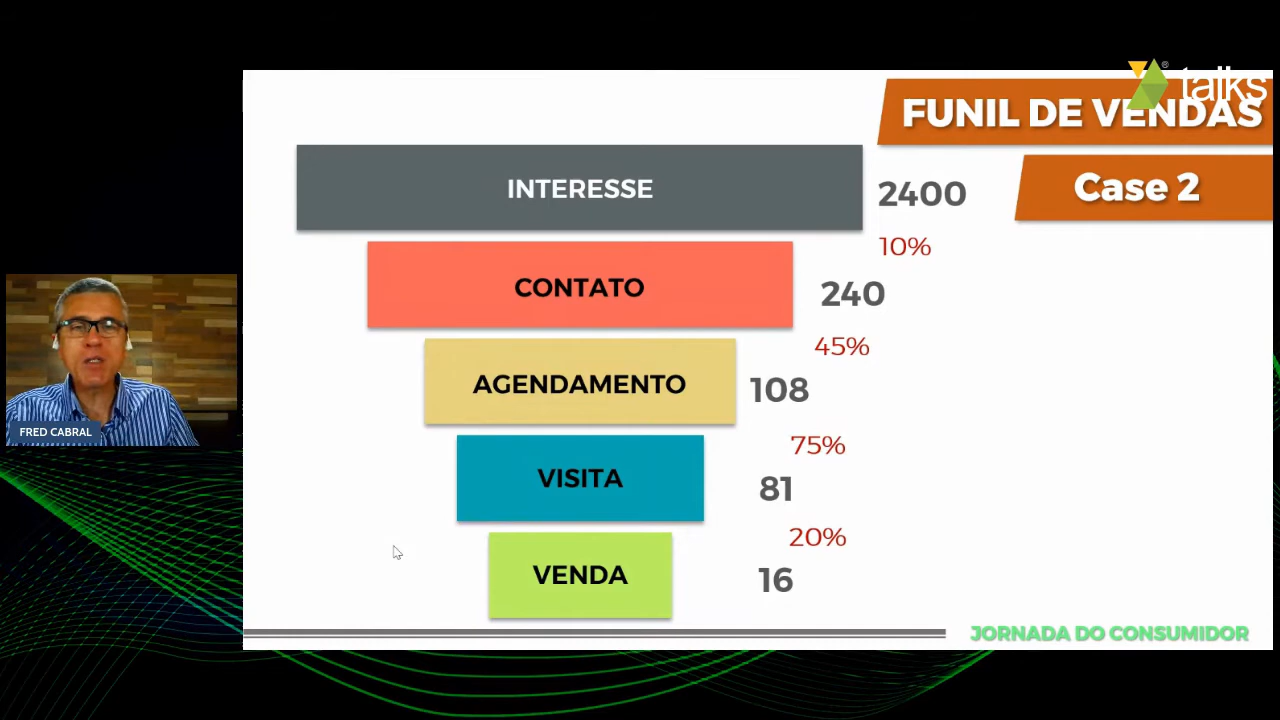 talks
FUNIL DE VENDAS
Case 2
INTERESSE
2400
10%
CONTATO
240
45%
AGENDAMENTO
108
75%
VISITA
81
20%
VENDA
16
FRED CABRAL
JORNADA DO CONSUMIDOR